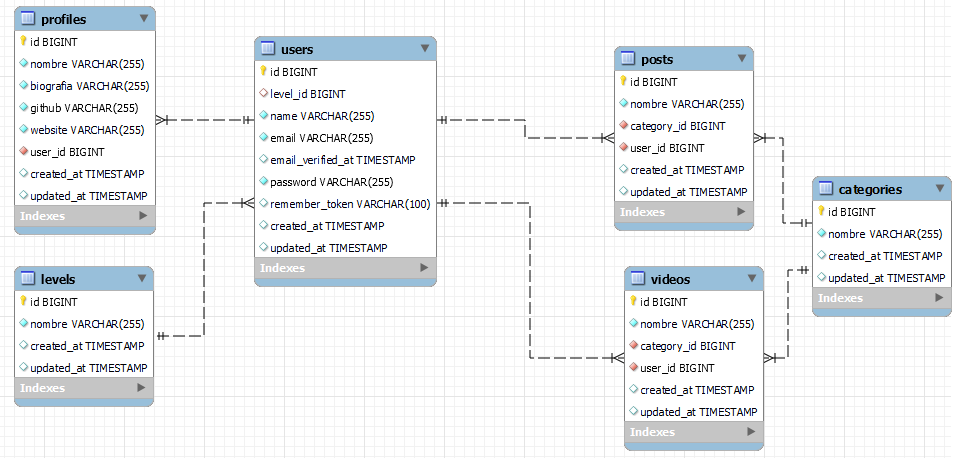 profiles
id BIGINT
nombre VARCHAR(255)
biografia VARCHAR(255)
github VARCHAR(255)
website VARCHAR(255)
user_id BIGINT
created_at TIMESTAMP
updated_at TIMESTAMP
Indexes
levels
id BIGINT
nombre VARCHAR(255)
created_at TIMESTAMP
updated_at TIMESTAMP
Indexes
users
id BIGINT
level_id BIGINT
name VARCHAR(255)
email VARCHAR(255)
email_verified_at TIMESTAMP
password VARCHAR(255)
remember_token VARCHAR(100)
created_at TIMESTAMP
updated_at TIMESTAMP
Indexes
posts
id BIGINT
nombre VARCHAR(255)
category_id BIGINT
user_id BIGINT
created_at TIMESTAMP
updated_at TIMESTAMP
Indexes
videos
id BIGINT
nombre VARCHAR(255)
category_id BIGINT
user_id BIGINT
created_at TIMESTAMP
updated_at TIMESTAMP
Indexes
categories
id BIGINT
nombre VARCHAR(255)
created_at TIMESTAMP
updated_at TIMESTAMP
Indexes